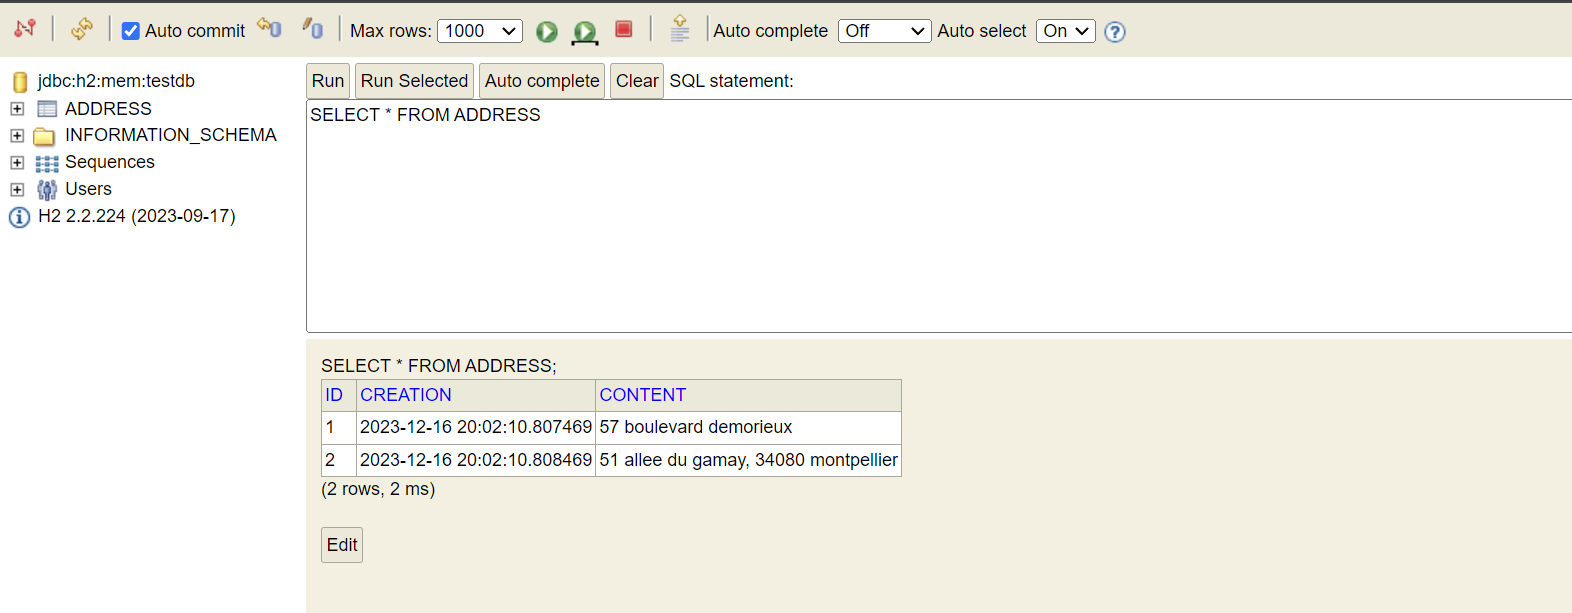 Auto commit Max rows: 1000 Auto complete Off Auto select On ?
jdbc:h2:mem:testdb
ADDRESS
INFORMATION_SCHEMA
Sequences
Users
H2 2.2.224 (2023-09-17)
Run Run Selected Auto complete Clear SQL statement:
SELECT * FROM ADDRESS
SELECT * FROM ADDRESS;
ID CREATION CONTENT
1 2023-12-16 20:02:10.807469 57 boulevard demorieux
2 2023-12-16 20:02:10.808469 51 allee du gamay, 34080 montpellier
(2 rows, 2 ms)
Edit